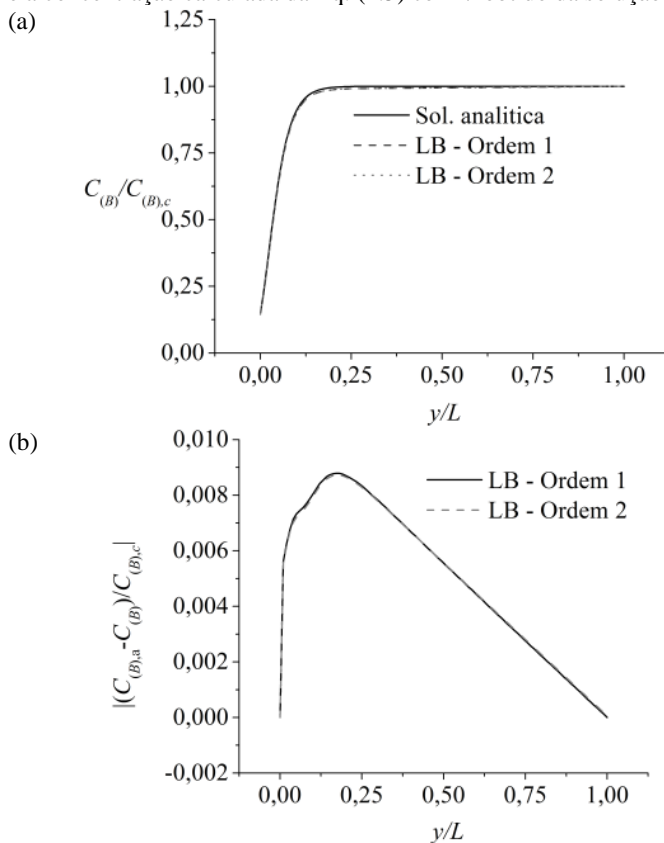 (a)
1,25
1,00
0,75
0,50
0,25
0,00
C(B)/C(B),c
Sol. analitica
LB - Ordem 1
LB - Ordem 2
0,00 0,25 0,50 0,75 1,00
y/L
(b)
0,010
0,008
0,006
0,004
0,002
0,000
-0,002
|(C(B),a-C(B))/C(B),c|
LB - Ordem 1
LB - Ordem 2
0,00 0,25 0,50 0,75 1,00
y/L